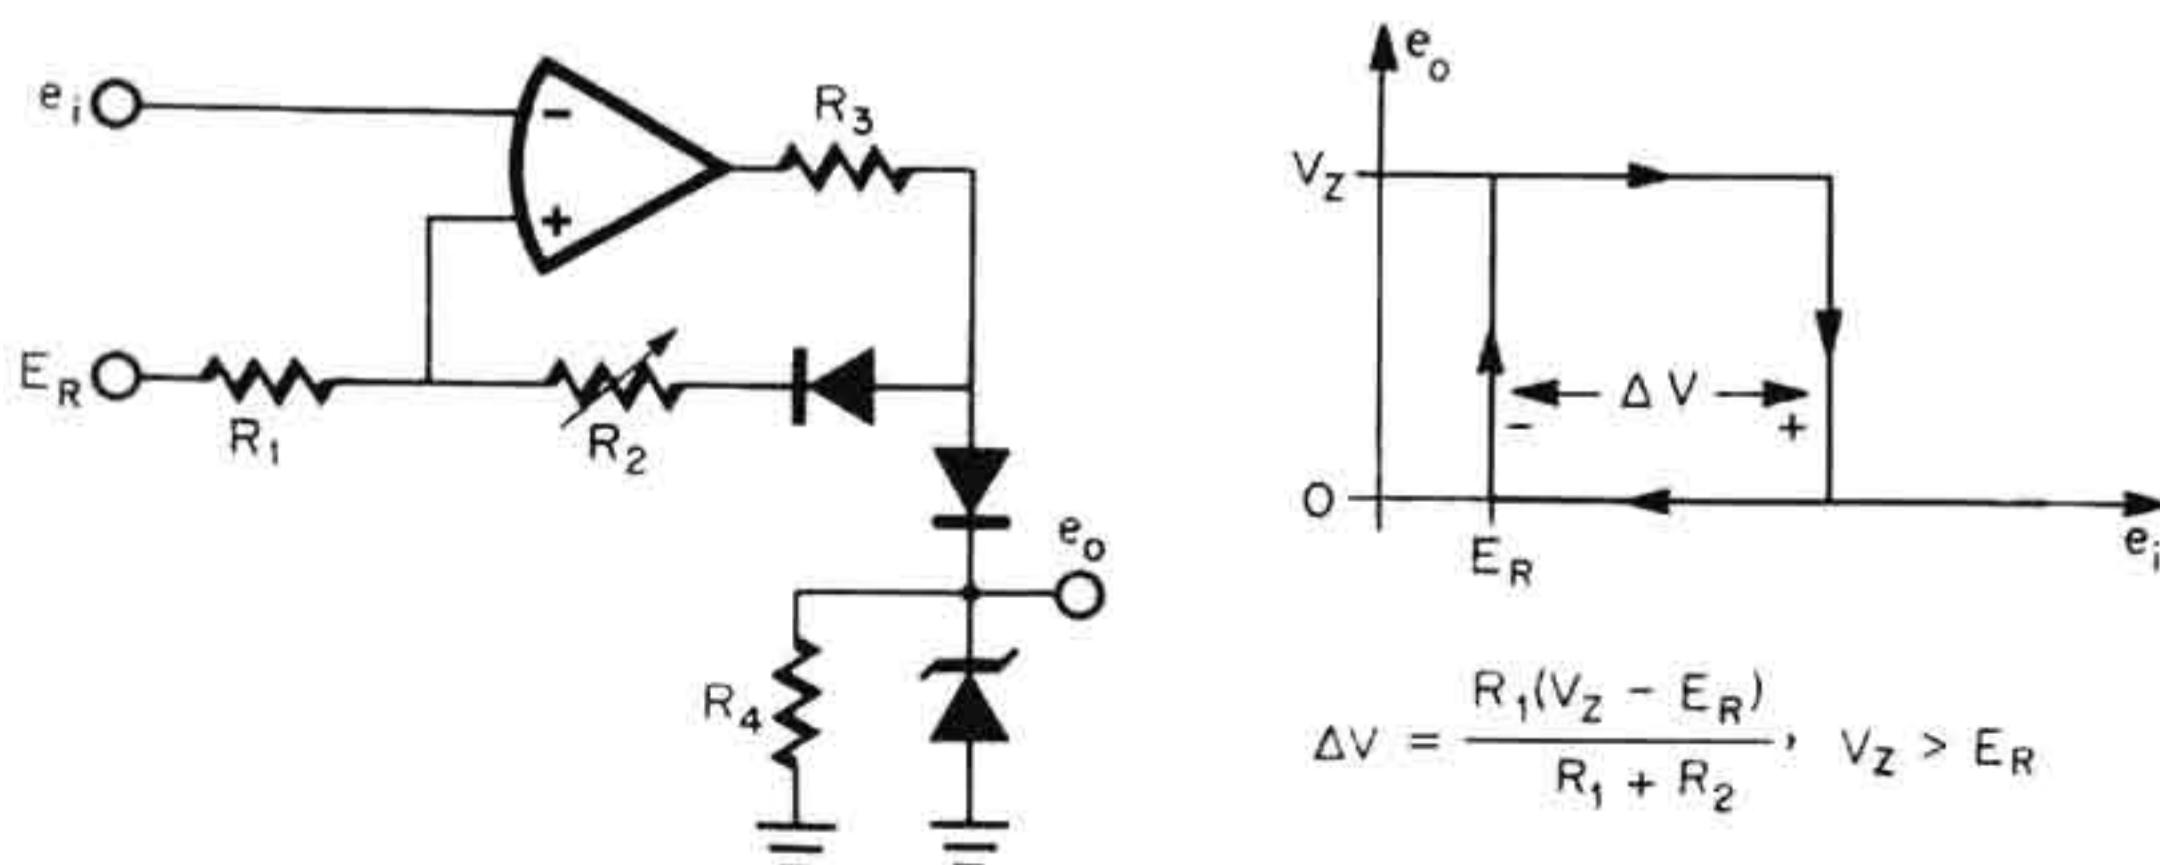 e_i
−
+
R_3
E_R
R_1
R_2
e_o
R_4
e_o
V_Z
Δ V
− +
O
E_R
e_i
ΔV = R_1(V_Z − E_R) / R_1 + R_2 , V_Z > E_R